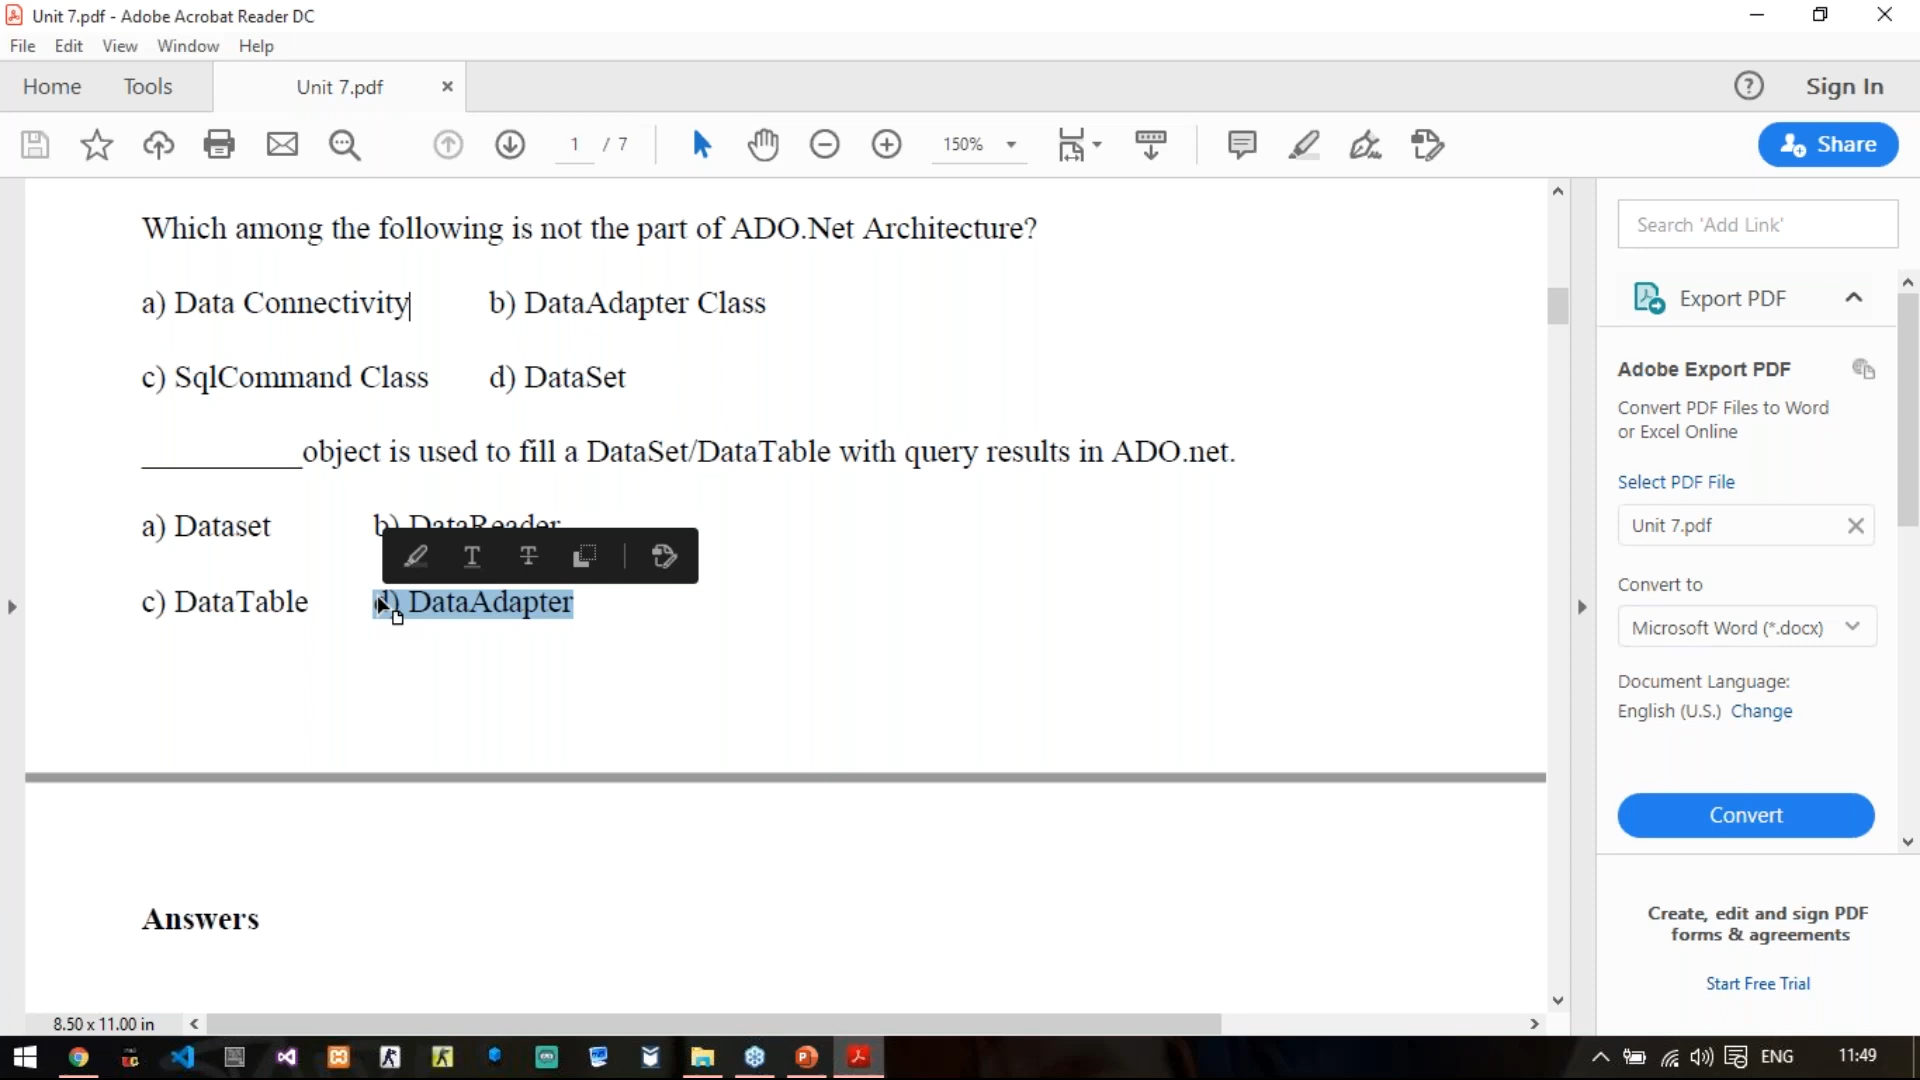 Unit 7.pdf - Adobe Acrobat Reader DC
File Edit View Window Help
Home Tools Unit 7.pdf × Sign In
1 / 7 150% Share
Which among the following is not the part of ADO.Net Architecture?
a) Data Connectivity b) DataAdapter Class
c) SqlCommand Class d) DataSet
__________object is used to fill a DataSet/DataTable with query results in ADO.net.
a) Dataset b) DataReader
c) DataTable d) DataAdapter
Answers
8.50 x 11.00 in
Search 'Add Link'
Export PDF
Adobe Export PDF
Convert PDF Files to Word
or Excel Online
Select PDF File
Unit 7.pdf
Convert to
Microsoft Word (*.docx)
Document Language:
English (U.S.) Change
Convert
Create, edit and sign PDF
forms & agreements
Start Free Trial
ENG 11:49